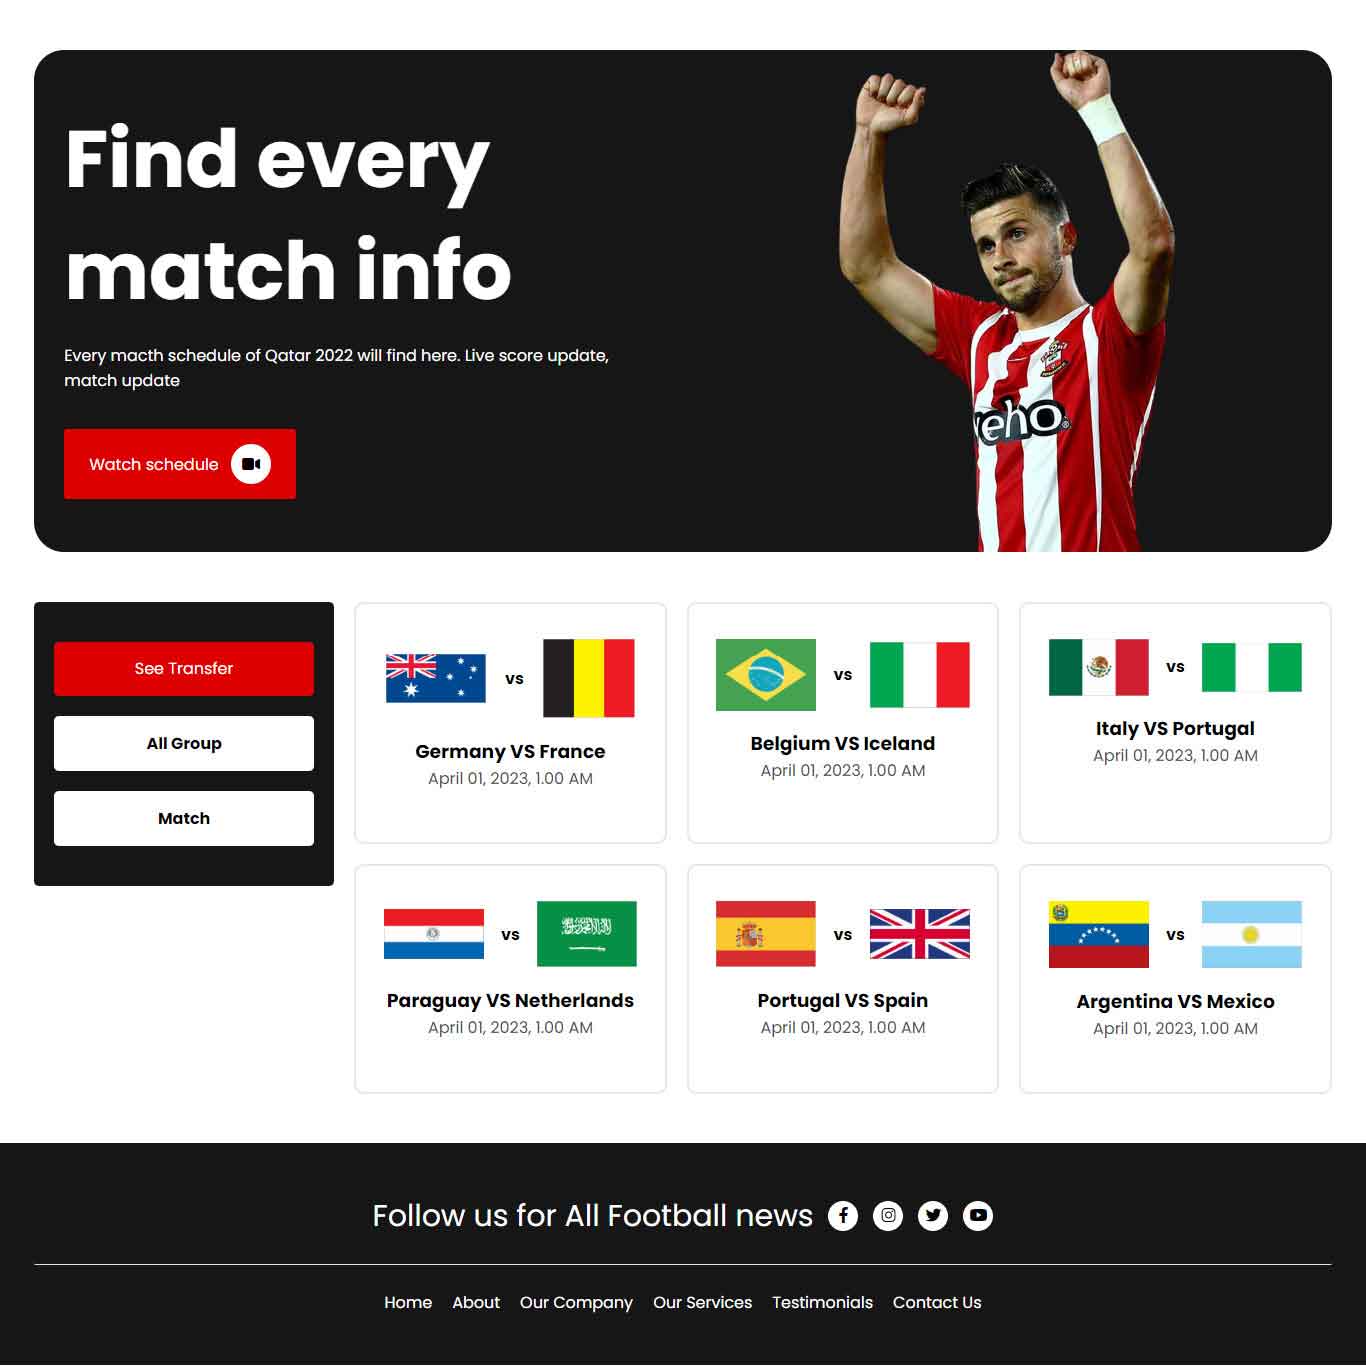 Find every
match info
Every macth schedule of Qatar 2022 will find here. Live score update,
match update
Watch schedule
veho
See Transfer
All Group
Match
vs
Germany VS France
April 01, 2023, 1.00 AM
vs
Belgium VS Iceland
April 01, 2023, 1.00 AM
vs
Italy VS Portugal
April 01, 2023, 1.00 AM
vs
Paraguay VS Netherlands
April 01, 2023, 1.00 AM
vs
Portugal VS Spain
April 01, 2023, 1.00 AM
vs
Argentina VS Mexico
April 01, 2023, 1.00 AM
Follow us for All Football news
Home About Our Company Our Services Testimonials Contact Us